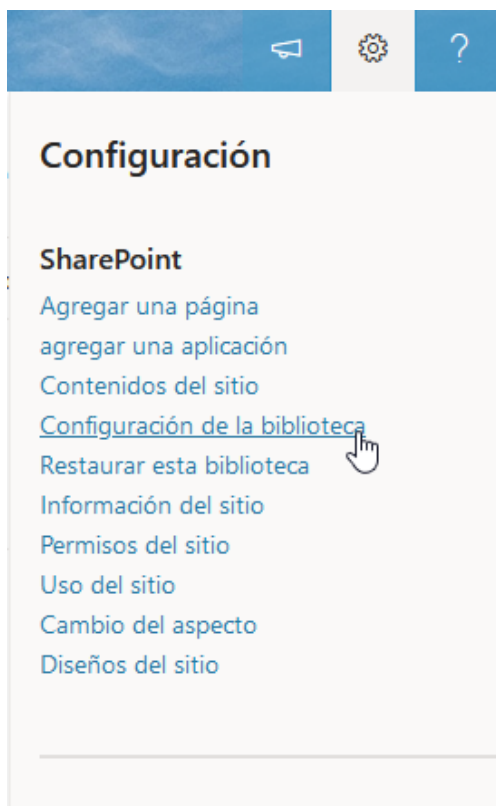 ?
Configuración
SharePoint
Agregar una página
agregar una aplicación
Contenidos del sitio
Configuración de la biblioteca
Restaurar esta biblioteca
Información del sitio
Permisos del sitio
Uso del sitio
Cambio del aspecto
Diseños del sitio